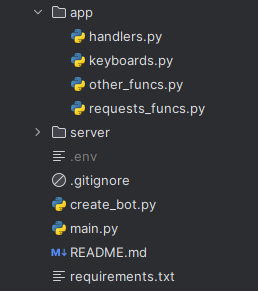 app
handlers.py
keyboards.py
other_funcs.py
requests_funcs.py
server
.env
.gitignore
create_bot.py
main.py
M↓ README.md
requirements.txt